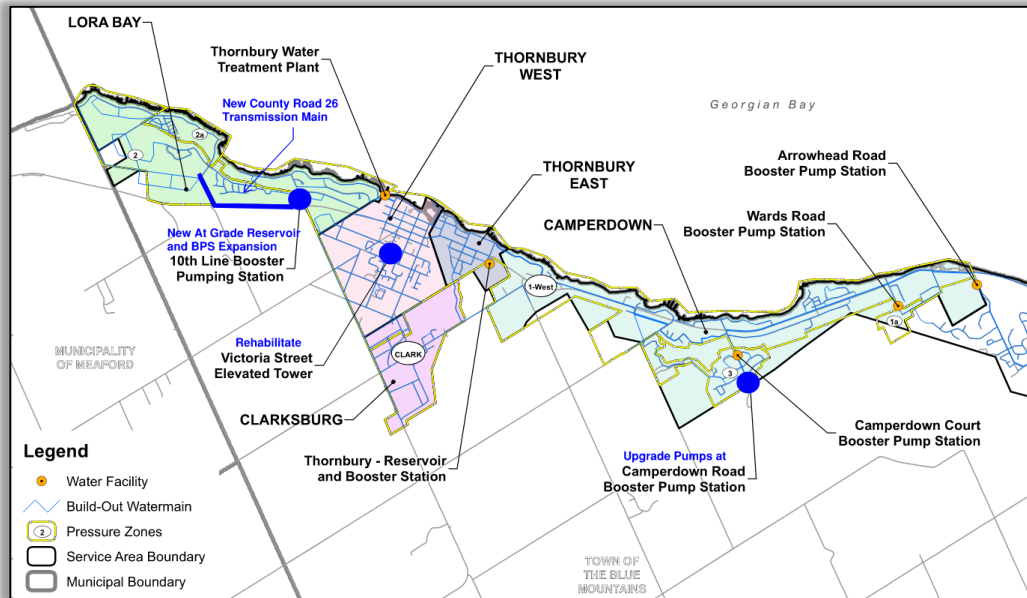 LORA BAY
Thornbury Water
Treatment Plant
THORNBURY
WEST
New County Road 26
Transmission Main
Georgian Bay
2a
2
THORNBURY
EAST
Arrowhead Road
Booster Pump Station
CAMPERDOWN
Wards Road
Booster Pump Station
New At Grade Reservoir
and BPS Expansion
10th Line Booster
Pumping Station
1-West
1a
MUNICIPALITY
OF MEAFORD
Rehabilitate
Victoria Street
Elevated Tower
CLARK
3
CLARKSBURG
Camperdown Court
Booster Pump Station
Thornbury - Reservoir
and Booster Station
Upgrade Pumps at
Camperdown Road
Booster Pump Station
Legend
Water Facility
Build-Out Watermain
2
Pressure Zones
Service Area Boundary
Municipal Boundary
TOWN OF
THE BLUE
MOUNTAINS